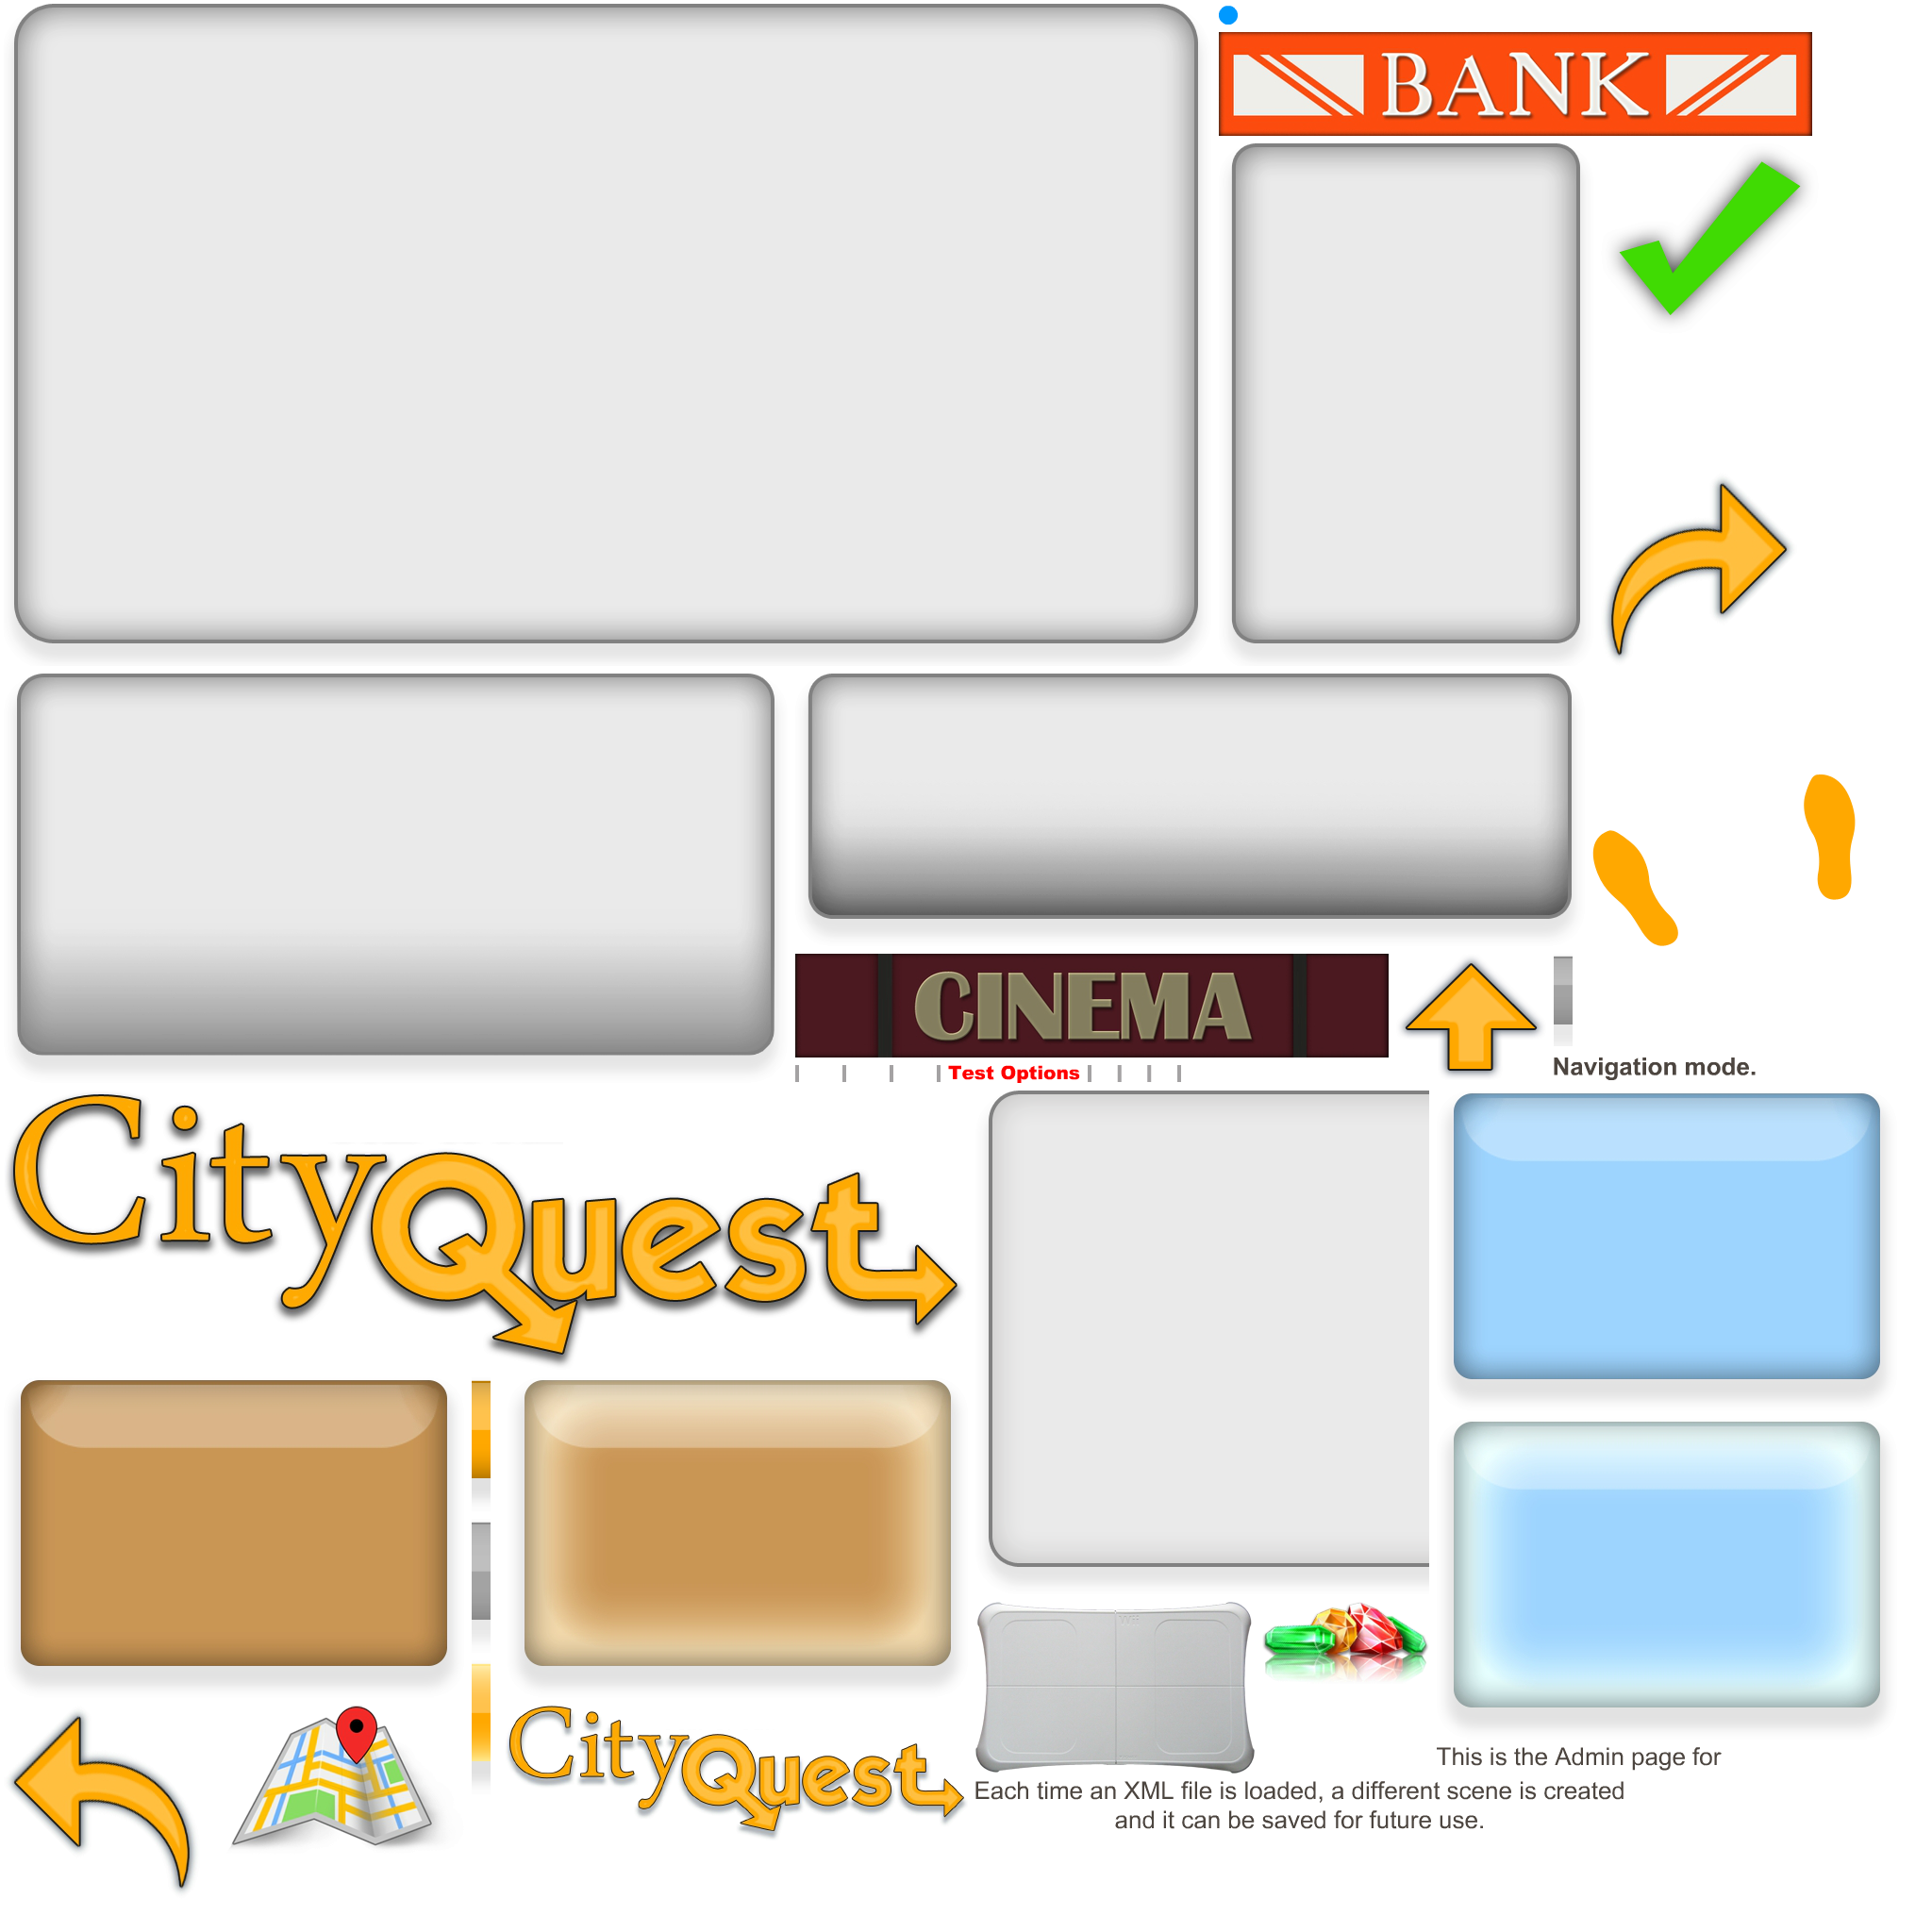 BANK
CINEMA
Test Options
Navigation mode.
CityQuest
CityQuest
This is the Admin page for
Each time an XML file is loaded, a different scene is created
and it can be saved for future use.